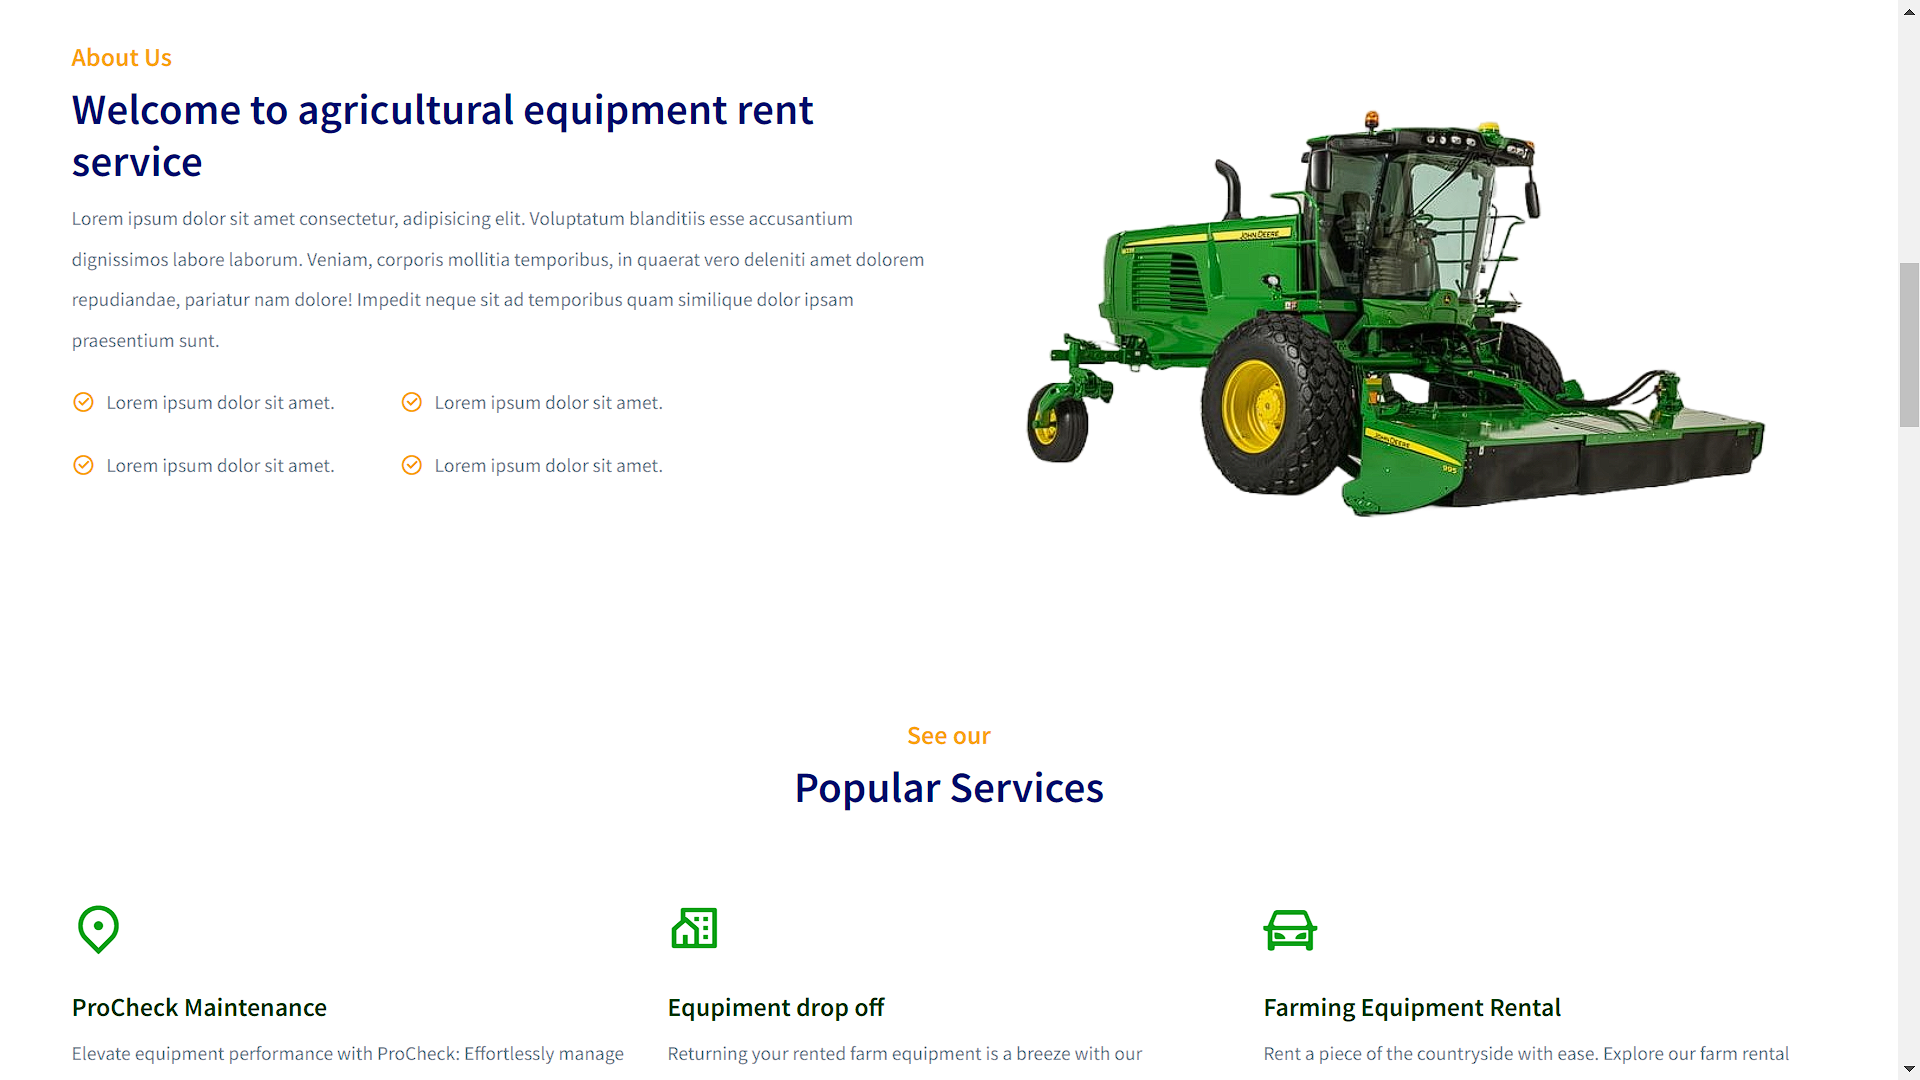 About Us
Welcome to agricultural equipment rent
service
Lorem ipsum dolor sit amet consectetur, adipisicing elit. Voluptatum blanditiis esse accusantium
dignissimos labore laborum. Veniam, corporis mollitia temporibus, in quaerat vero deleniti amet dolorem
repudiandae, pariatur nam dolore! Impedit neque sit ad temporibus quam similique dolor ipsam
praesentium sunt.
Lorem ipsum dolor sit amet. Lorem ipsum dolor sit amet.
Lorem ipsum dolor sit amet. Lorem ipsum dolor sit amet.
JOHN DEERE
JOHN DEERE
995
See our
Popular Services
ProCheck Maintenance
Equpiment drop off
Farming Equipment Rental
Elevate equipment performance with ProCheck: Effortlessly manage
Returning your rented farm equipment is a breeze with our
Rent a piece of the countryside with ease. Explore our farm rental